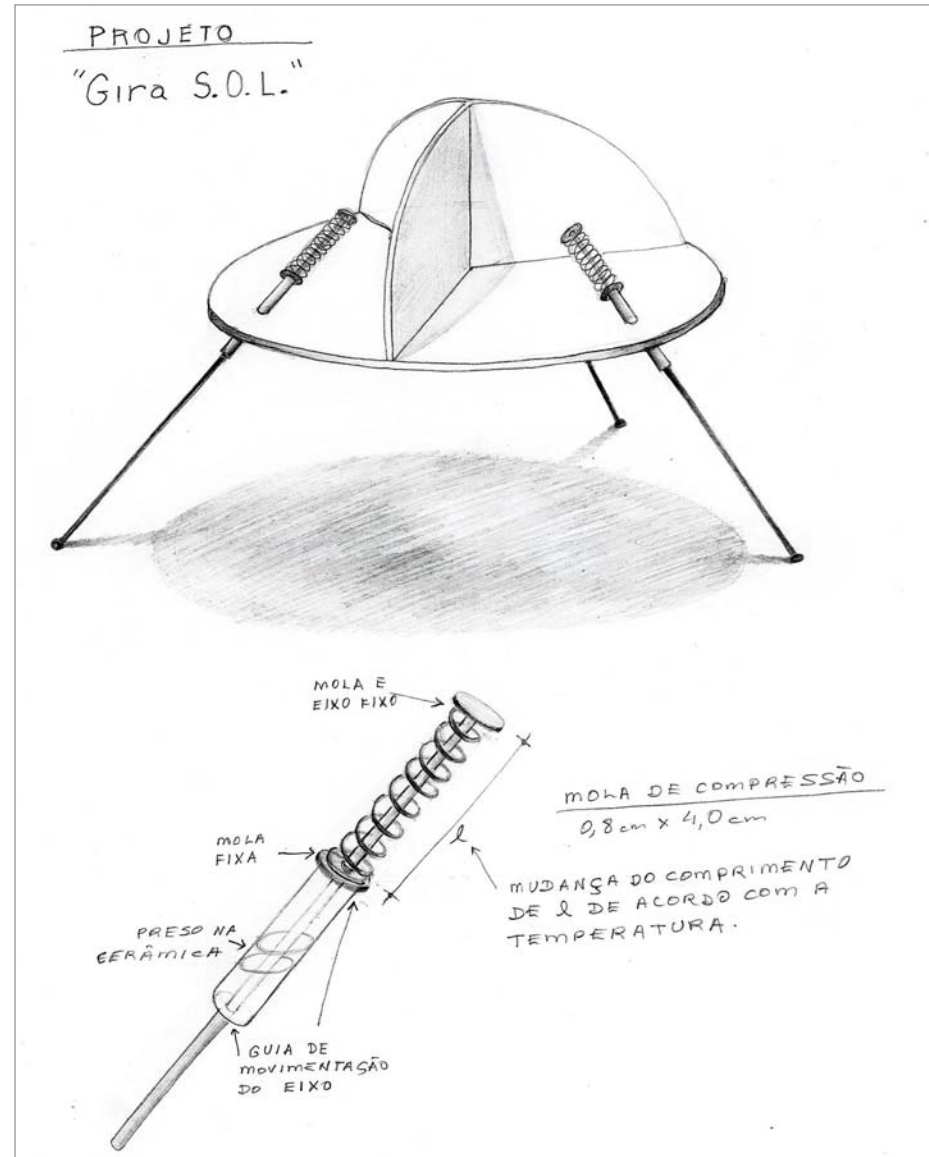 PROJETO
"Gira S.O.L."
MOLA E
EIXO FIXO
MOLA DE COMPRESSÃO
0,8 cm x 4,0 cm
MOLA
FIXA
l
MUDANÇA DO COMPRIMENTO
DE l DE ACORDO COM A
TEMPERATURA.
PRESO NA
CERÂMICA
GUIA DE
MOVIMENTAÇÃO
DO EIXO